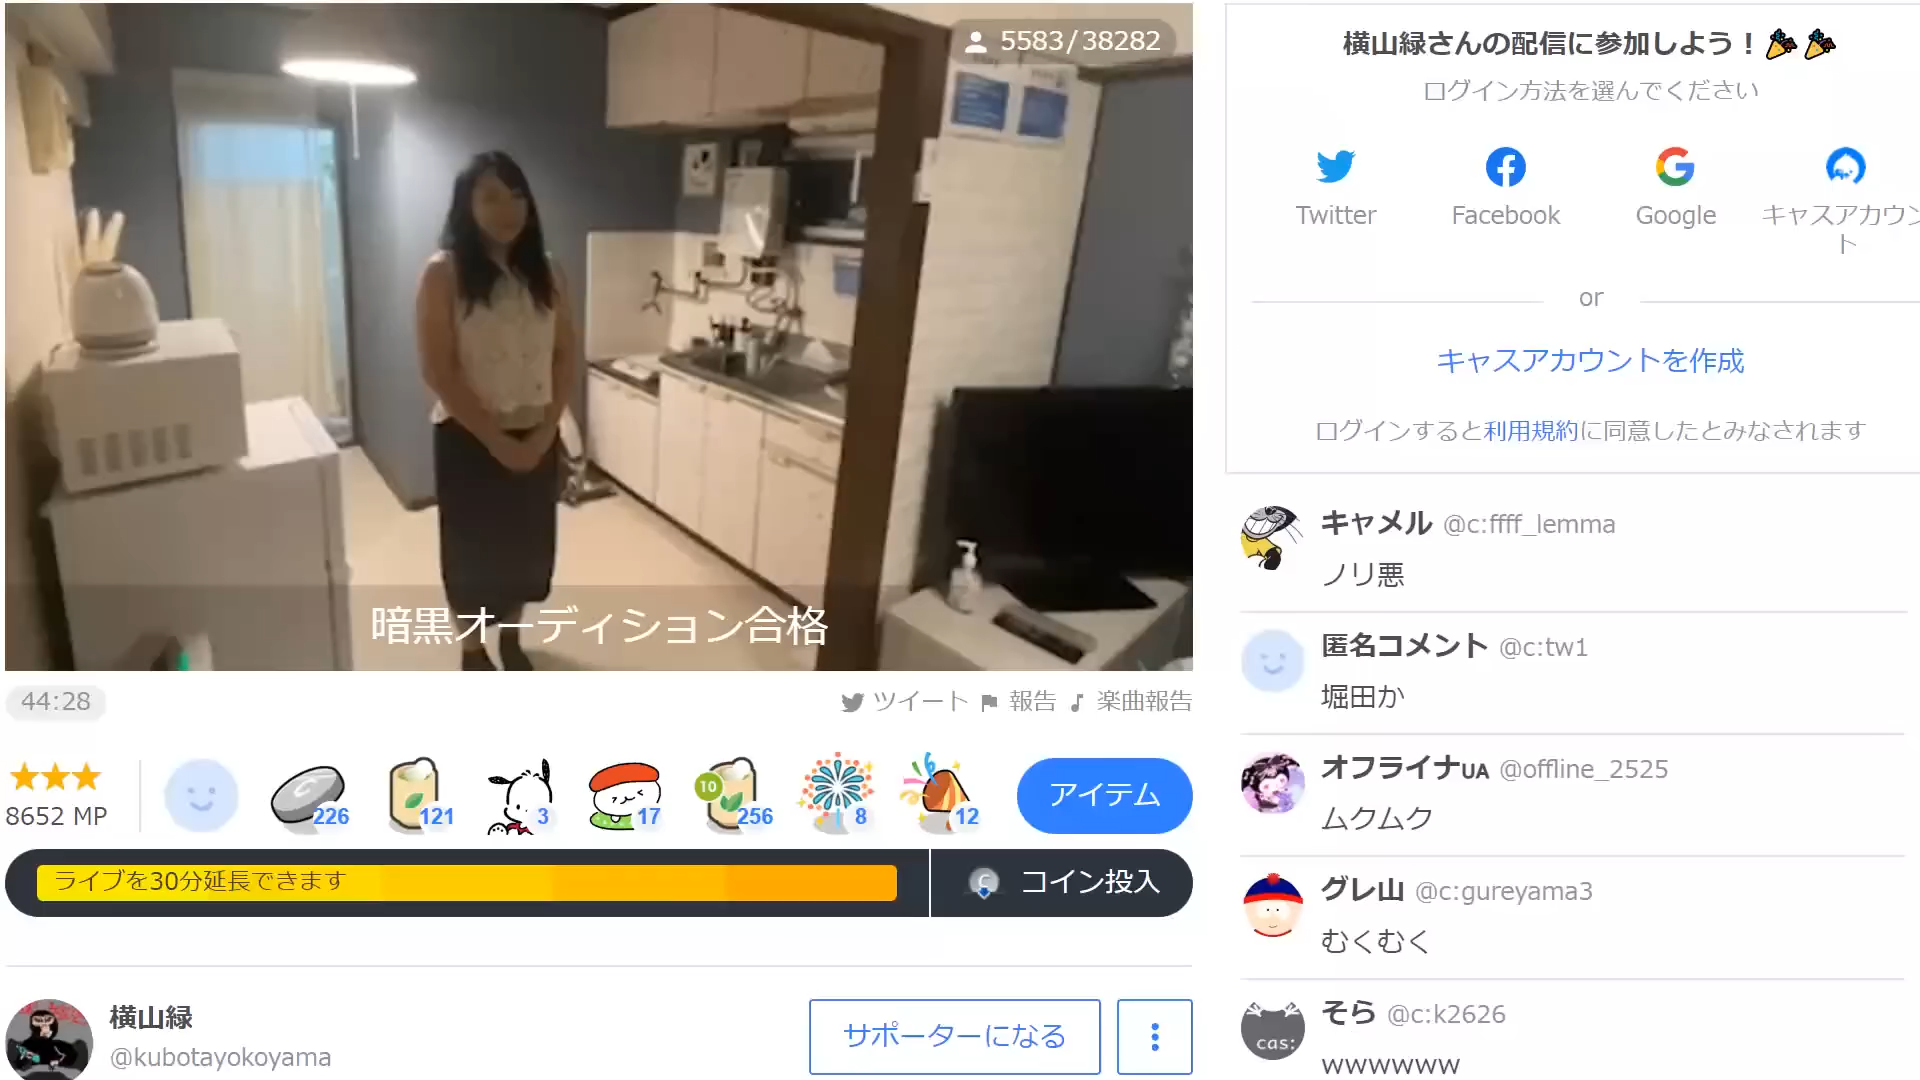 5583/38282
暗黒オーディション合格
44:28
ツイート 報告 楽曲報告
8652 MP
226
121
3
17
10
256
8
12
アイテム
ライブを30分延長できます
C コイン投入
横山緑
@kubotayokoyama
サポーターになる
横山緑さんの配信に参加しよう！
ログイン方法を選んでください
Twitter
Facebook
Google
キャスアカウン
ト
or
キャスアカウントを作成
ログインすると利用規約に同意したとみなされます
キャメル @c:ffff_lemma
ノリ悪
匿名コメント @c:tw1
堀田か
オフライナUA @offline_2525
ムクムク
グレ山 @c:gureyama3
むくむく
そら @c:k2626
cas:
wwwwww